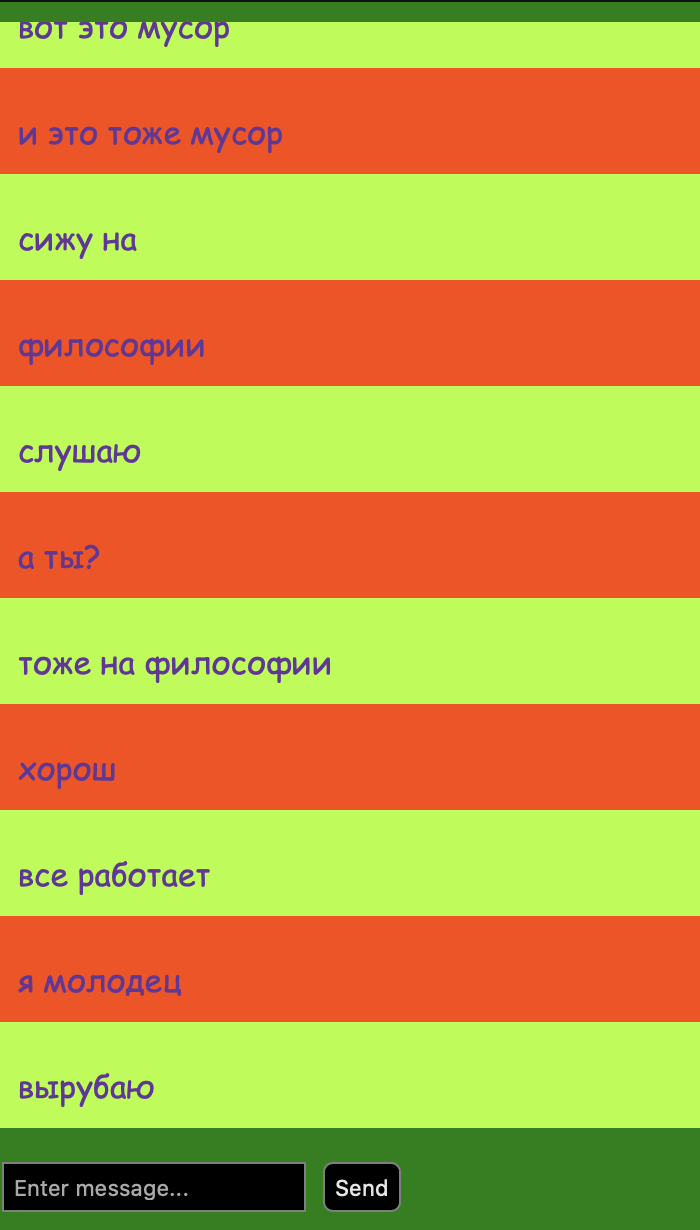 вот это мусор
и это тоже мусор
сижу на
философии
слушаю
а ты?
тоже на философии
хорош
все работает
я молодец
вырубаю
Enter message...
Send